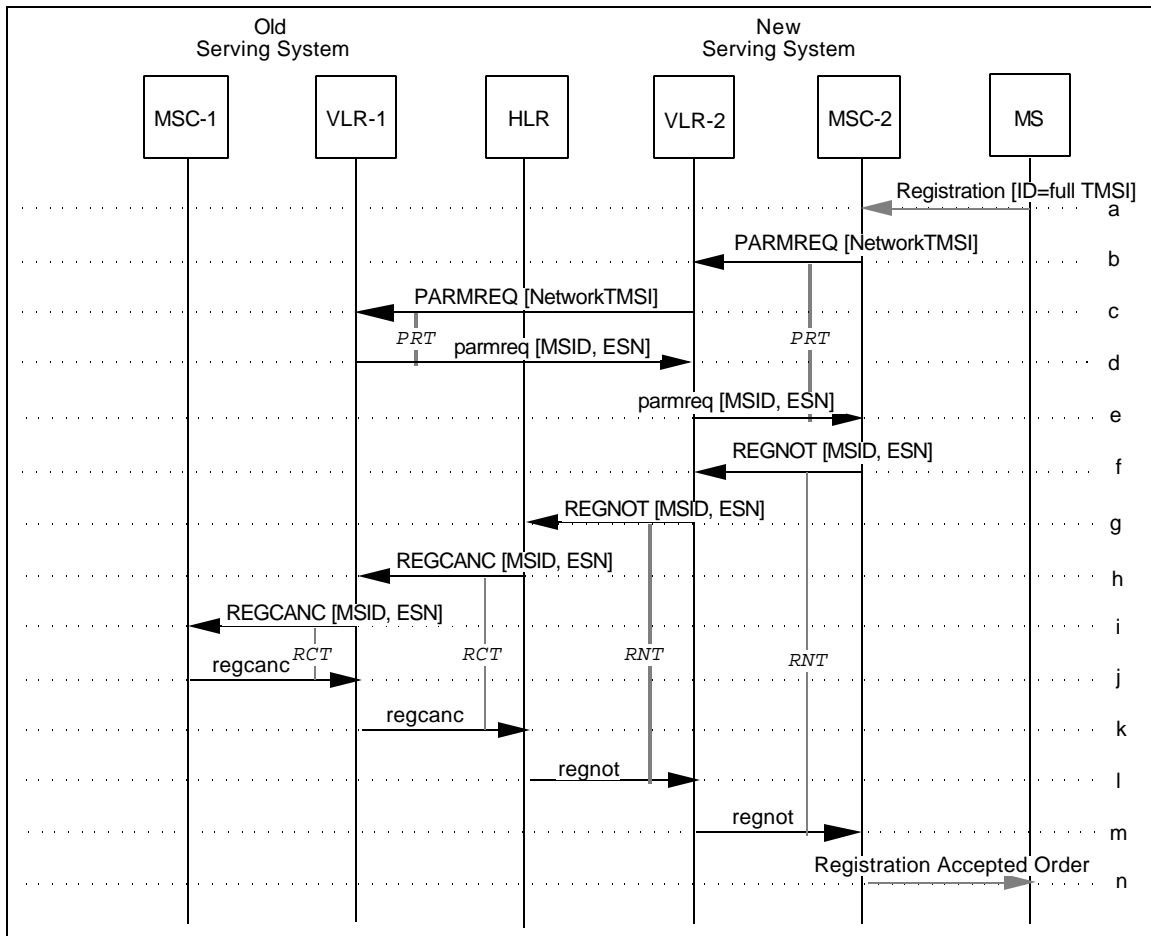 Old
Serving System
New
Serving System
MSC-1
VLR-1
HLR
VLR-2
MSC-2
MS
Registration [ID=full TMSI]
a
PARMREQ [NetworkTMSI]
b
PARMREQ [NetworkTMSI]
c
PRT
PRT
parmreq [MSID, ESN]
d
parmreq [MSID, ESN]
e
REGNOT [MSID, ESN]
f
REGNOT [MSID, ESN]
g
REGCANC [MSID, ESN]
h
REGCANC [MSID, ESN]
i
RCT
RCT
RNT
RNT
regcanc
j
regcanc
k
regnot
l
regnot
m
Registration Accepted Order
n